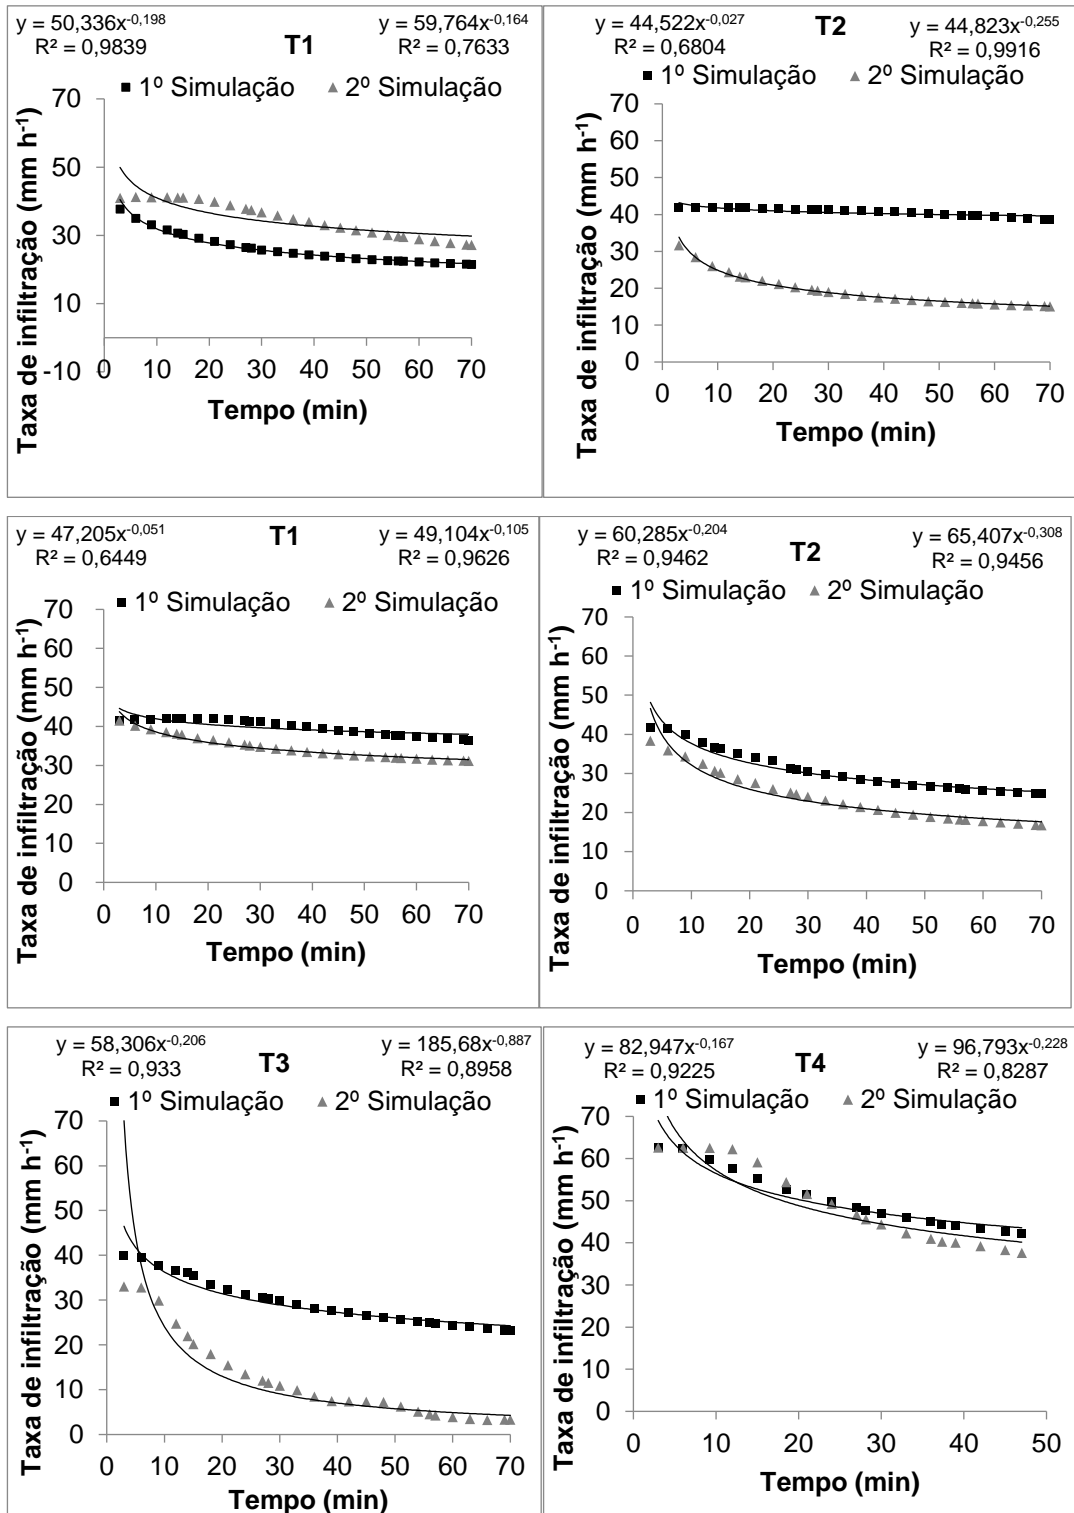 y = 50,336x-0,198
R² = 0,9839
T1
y = 59,764x-0,164
R² = 0,7633
1º Simulação
2º Simulação
Taxa de infiltração (mm h-1)
70
50
30
10
-10
0 10 20 30 40 50 60 70
Tempo (min)
y = 44,522x-0,027
R² = 0,6804
T2
y = 44,823x-0,255
R² = 0,9916
1º Simulação
2º Simulação
Taxa de infiltração (mm h-1)
70
60
50
40
30
20
10
0
0 10 20 30 40 50 60 70
Tempo (min)
y = 47,205x-0,051
R² = 0,6449
T1
y = 49,104x-0,105
R² = 0,9626
1º Simulação
2º Simulação
Taxa de infiltração (mm h-1)
70
60
50
40
30
20
10
0
0 10 20 30 40 50 60 70
Tempo (min)
y = 60,285x-0,204
R² = 0,9462
T2
y = 65,407x-0,308
R² = 0,9456
1º Simulação
2º Simulação
Taxa de infiltração (mm h-1)
70
60
50
40
30
20
10
0
0 10 20 30 40 50 60 70
Tempo (min)
y = 58,306x-0,206
R² = 0,933
T3
y = 185,68x-0,887
R² = 0,8958
1º Simulação
2º Simulação
Taxa de infiltração (mm h-1)
70
60
50
40
30
20
10
0
0 10 20 30 40 50 60 70
Tempo (min)
y = 82,947x-0,167
R² = 0,9225
T4
y = 96,793x-0,228
R² = 0,8287
1º Simulação
2º Simulação
Taxa de infiltração (mm h-1)
70
60
50
40
30
20
10
0
0 10 20 30 40 50
Tempo (min)